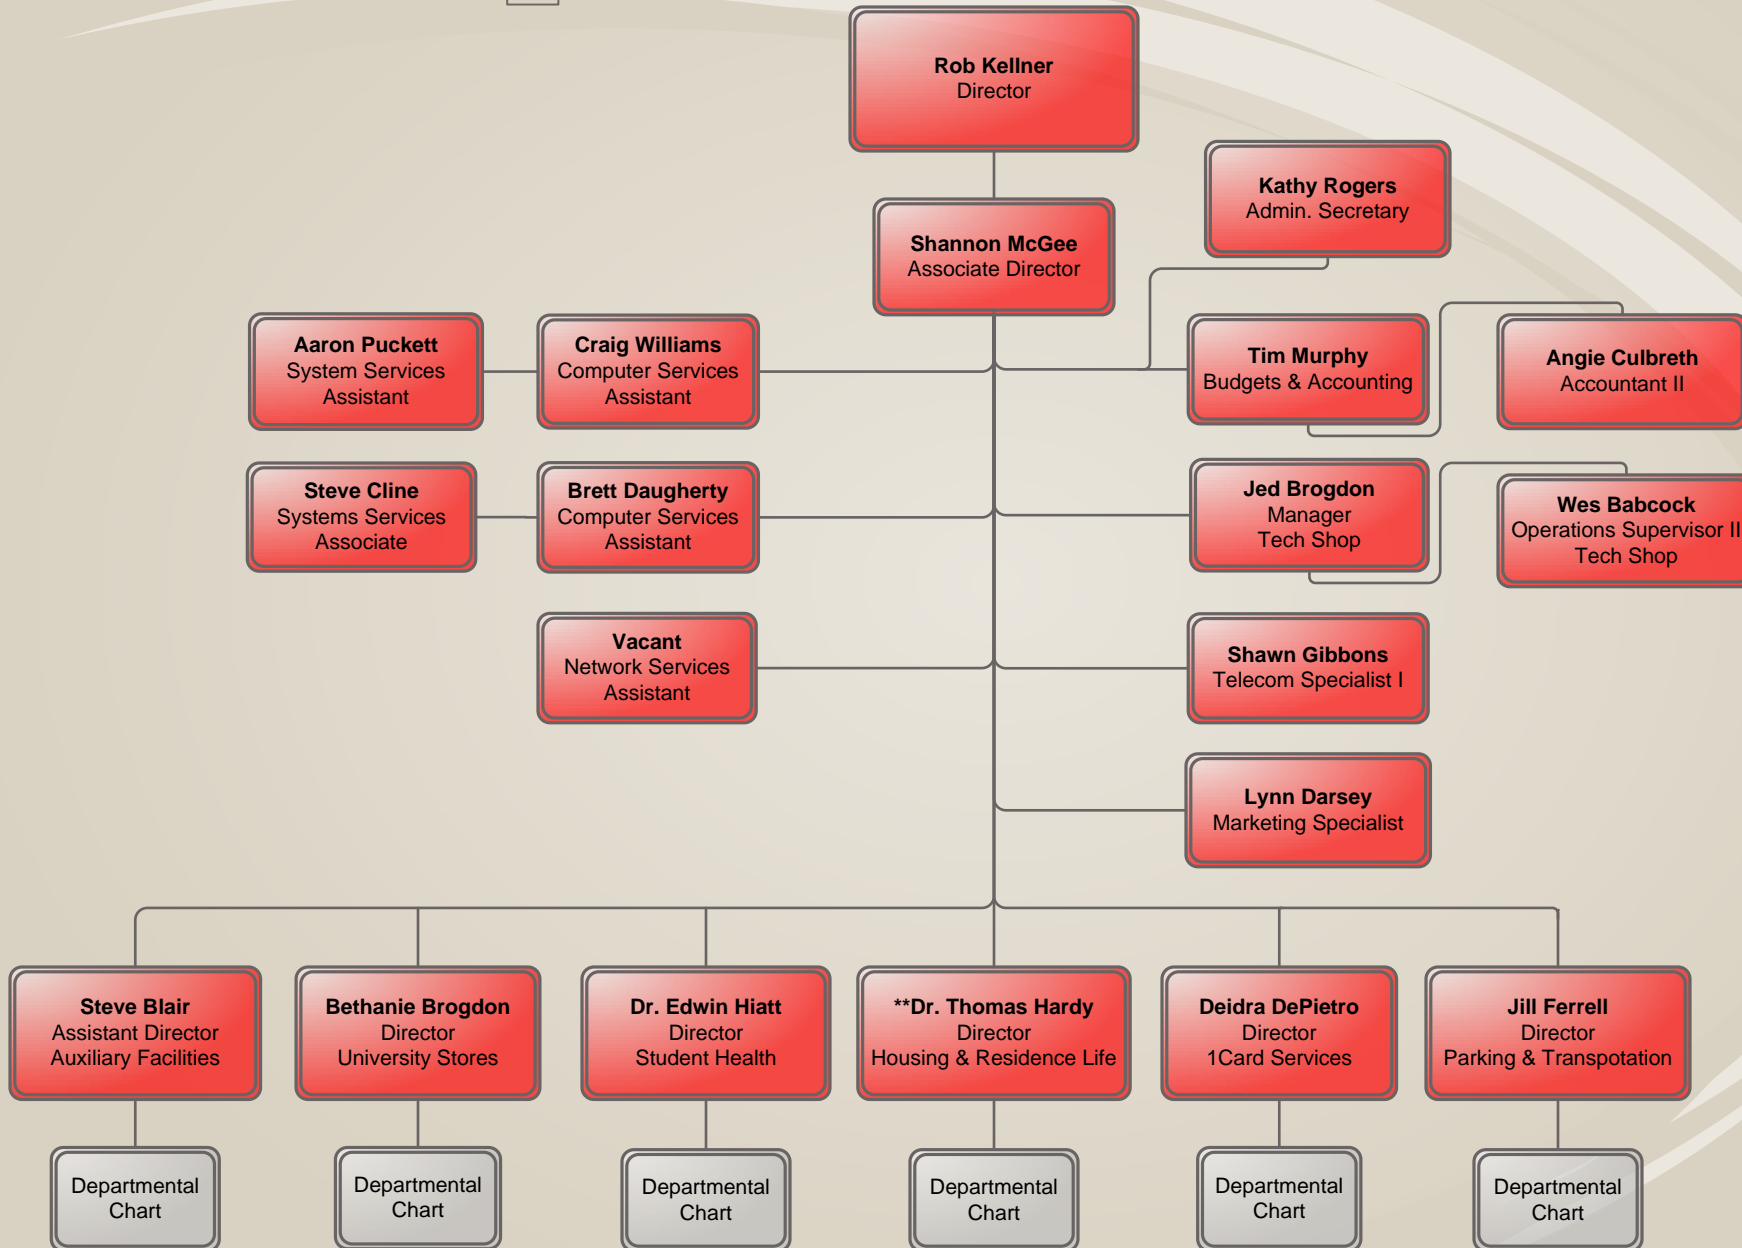 Rob Kellner
Director
Kathy Rogers
Admin. Secretary
Shannon McGee
Associate Director
Aaron Puckett
System Services
Assistant
Craig Williams
Computer Services
Assistant
Tim Murphy
Budgets & Accounting
Angie Culbreth
Accountant II
Steve Cline
Systems Services
Associate
Brett Daugherty
Computer Services
Assistant
Jed Brogdon
Manager
Tech Shop
Wes Babcock
Operations Supervisor II
Tech Shop
Vacant
Network Services
Assistant
Shawn Gibbons
Telecom Specialist I
Lynn Darsey
Marketing Specialist
Steve Blair
Assistant Director
Auxiliary Facilities
Bethanie Brogdon
Director
University Stores
Dr. Edwin Hiatt
Director
Student Health
**Dr. Thomas Hardy
Director
Housing & Residence Life
Deidra DePietro
Director
1Card Services
Jill Ferrell
Director
Parking & Transpotation
Departmental
Chart
Departmental
Chart
Departmental
Chart
Departmental
Chart
Departmental
Chart
Departmental
Chart